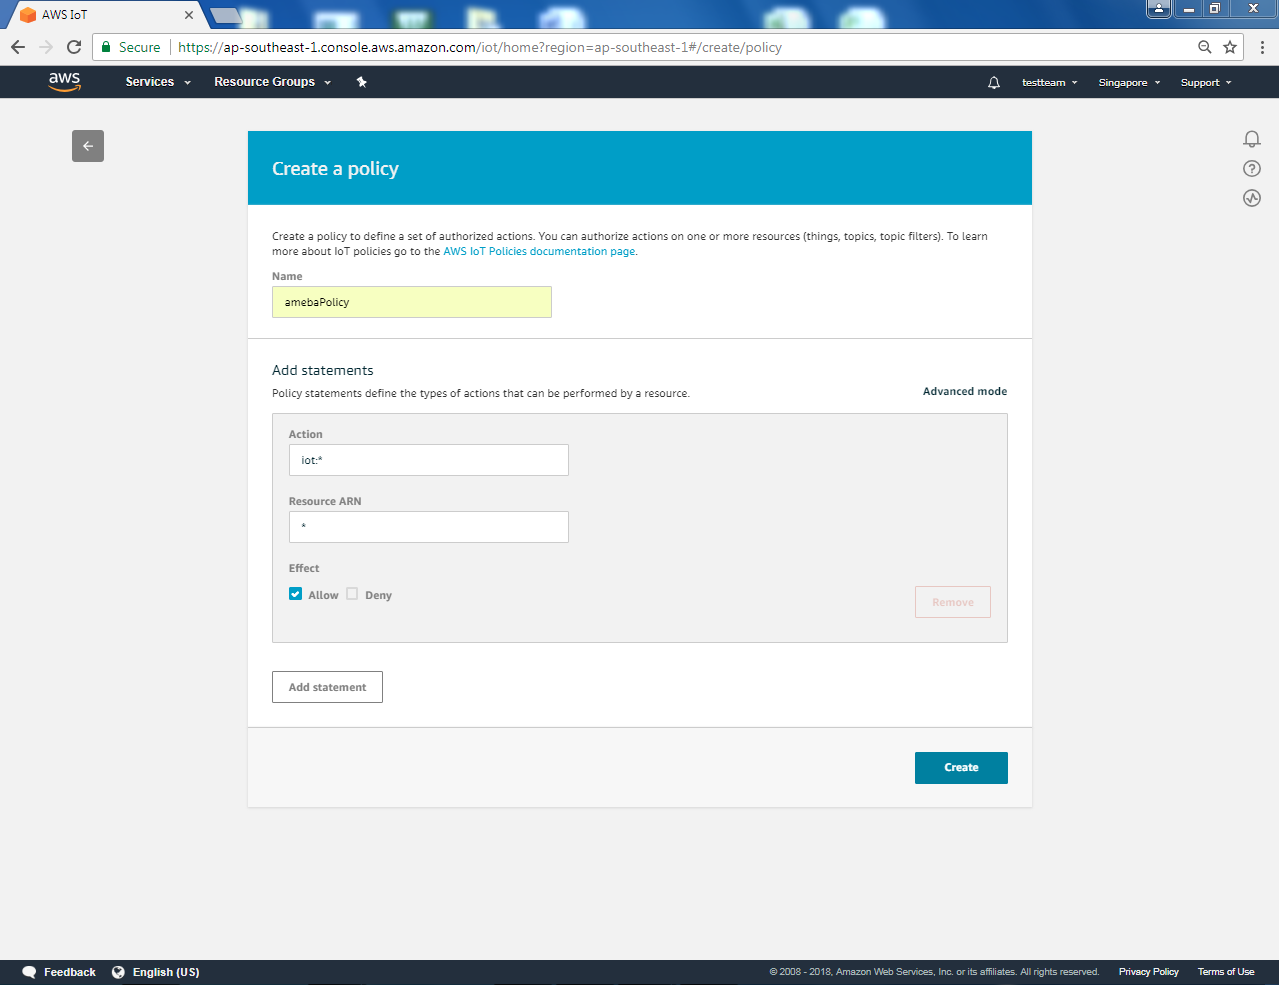 AWS IoT
Secure https://ap-southeast-1.console.aws.amazon.com/iot/home?region=ap-southeast-1#/create/policy
aws Services Resource Groups testteam Singapore Support
Create a policy
Create a policy to define a set of authorized actions. You can authorize actions on one or more resources (things, topics, topic filters). To learn
more about IoT policies go to the AWS IoT Policies documentation page.
Name
amebaPolicy
Add statements
Policy statements define the types of actions that can be performed by a resource.
Advanced mode
Action
iot:*
Resource ARN
*
Effect
Allow Deny
Remove
Add statement
Create
Feedback English (US) © 2008 - 2018, Amazon Web Services, Inc. or its affiliates. All rights reserved. Privacy Policy Terms of Use